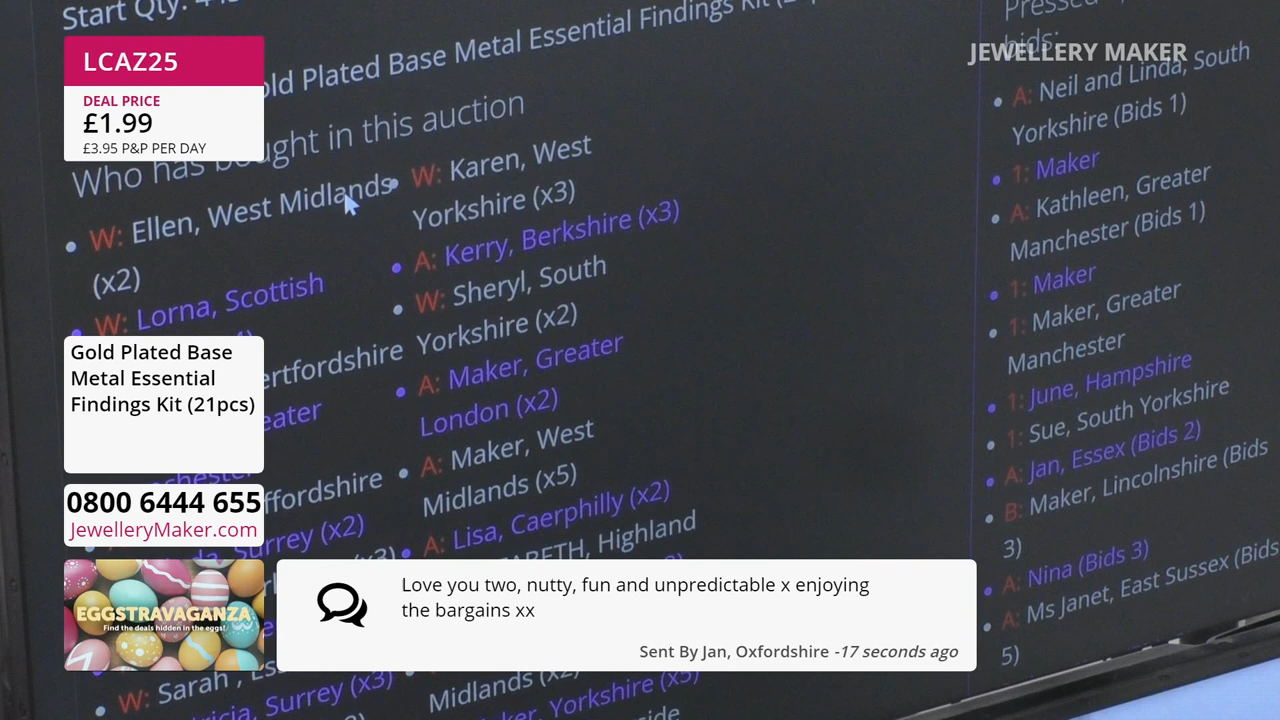 Start Qty:
LCAZ25
DEAL PRICE
£1.99
£3.95 P&P PER DAY
Plated Base Metal Essential Findings Kit
Who has bought in this auction
W: Ellen, West Midlands
(x2)
W: Lorna, Scottish
Surrey (x2)
W: Sarah
Surrey (x3)
W: Karen, West
Yorkshire (x3)
A: Kerry, Berkshire (x3)
W: Sheryl, South
Yorkshire (x2)
A: Maker, Greater
London (x2)
A: Maker, West
Midlands (x5)
A: Lisa, Caerphilly (x2)
Highland
Midlands
Yorkshire (x5)
JEWELLERY MAKER
Pressed
bids:
A: Neil and Linda, South
Yorkshire (Bids 1)
1: Maker
A: Kathleen, Greater
Manchester (Bids 1)
1: Maker
1: Maker, Greater
Manchester
1: June, Hampshire
1: Sue, South Yorkshire
A: Jan, Essex (Bids 2)
B: Maker, Lincolnshire (Bids
3)
A: Nina (Bids 3)
A: Ms Janet, East Sussex (Bids
5)
Gold Plated Base
Metal Essential
Findings Kit (21pcs)
0800 6444 655
JewelleryMaker.com
EGGSTRAVAGANZA
Find the deals hidden in the eggs!
Love you two, nutty, fun and unpredictable x enjoying
the bargains xx
Sent By Jan, Oxfordshire -17 seconds ago